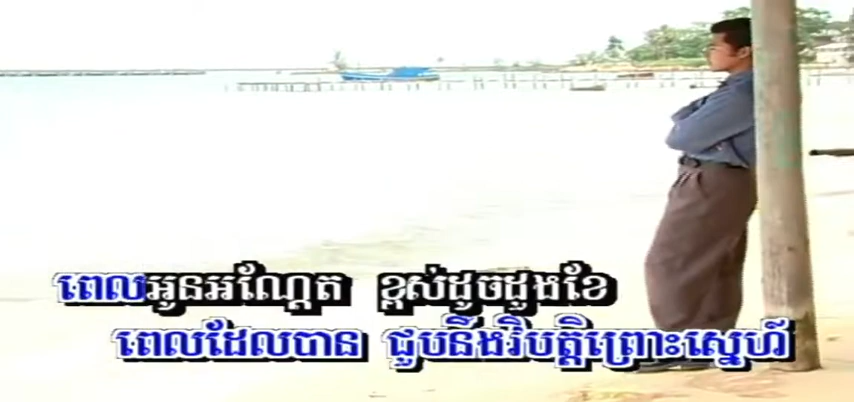 ពេលអូនអណ្ដែត ខ្ពស់ដូចដួងខែ
ពេលដែលបាន ជួបនឹងវិបត្តិព្រោះស្នេហ៍